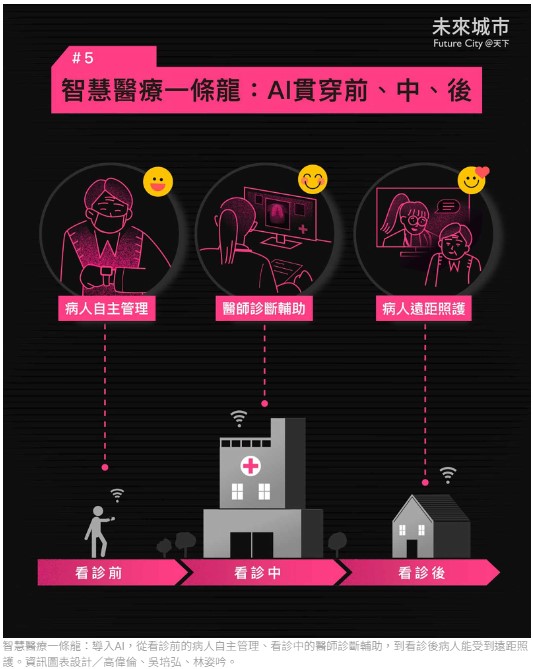 未來城市
Future City @天下
#5
智慧醫療一條龍：AI貫穿前、中、後
病人自主管理
醫師診斷輔助
病人遠距照護
看診前
看診中
看診後
智慧醫療一條龍：導入AI，從看診前的病人自主管理、看診中的醫師診斷輔助，到看診後病人能受到遠距照
護。資訊圖表設計／高偉倫、吳培弘、林姿吟。